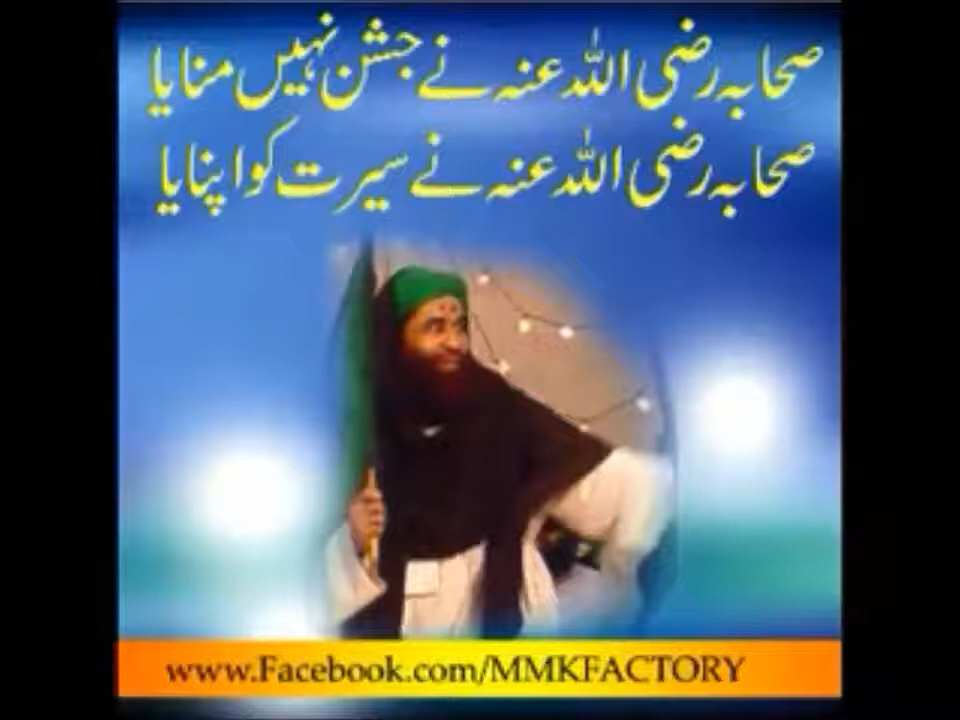 صحابہ رضی اللہ عنہ نے جشن نہیں منایا
صحابہ رضی اللہ عنہ نے سیرت کو اپنایا
www.Facebook.com/MMKFACTORY